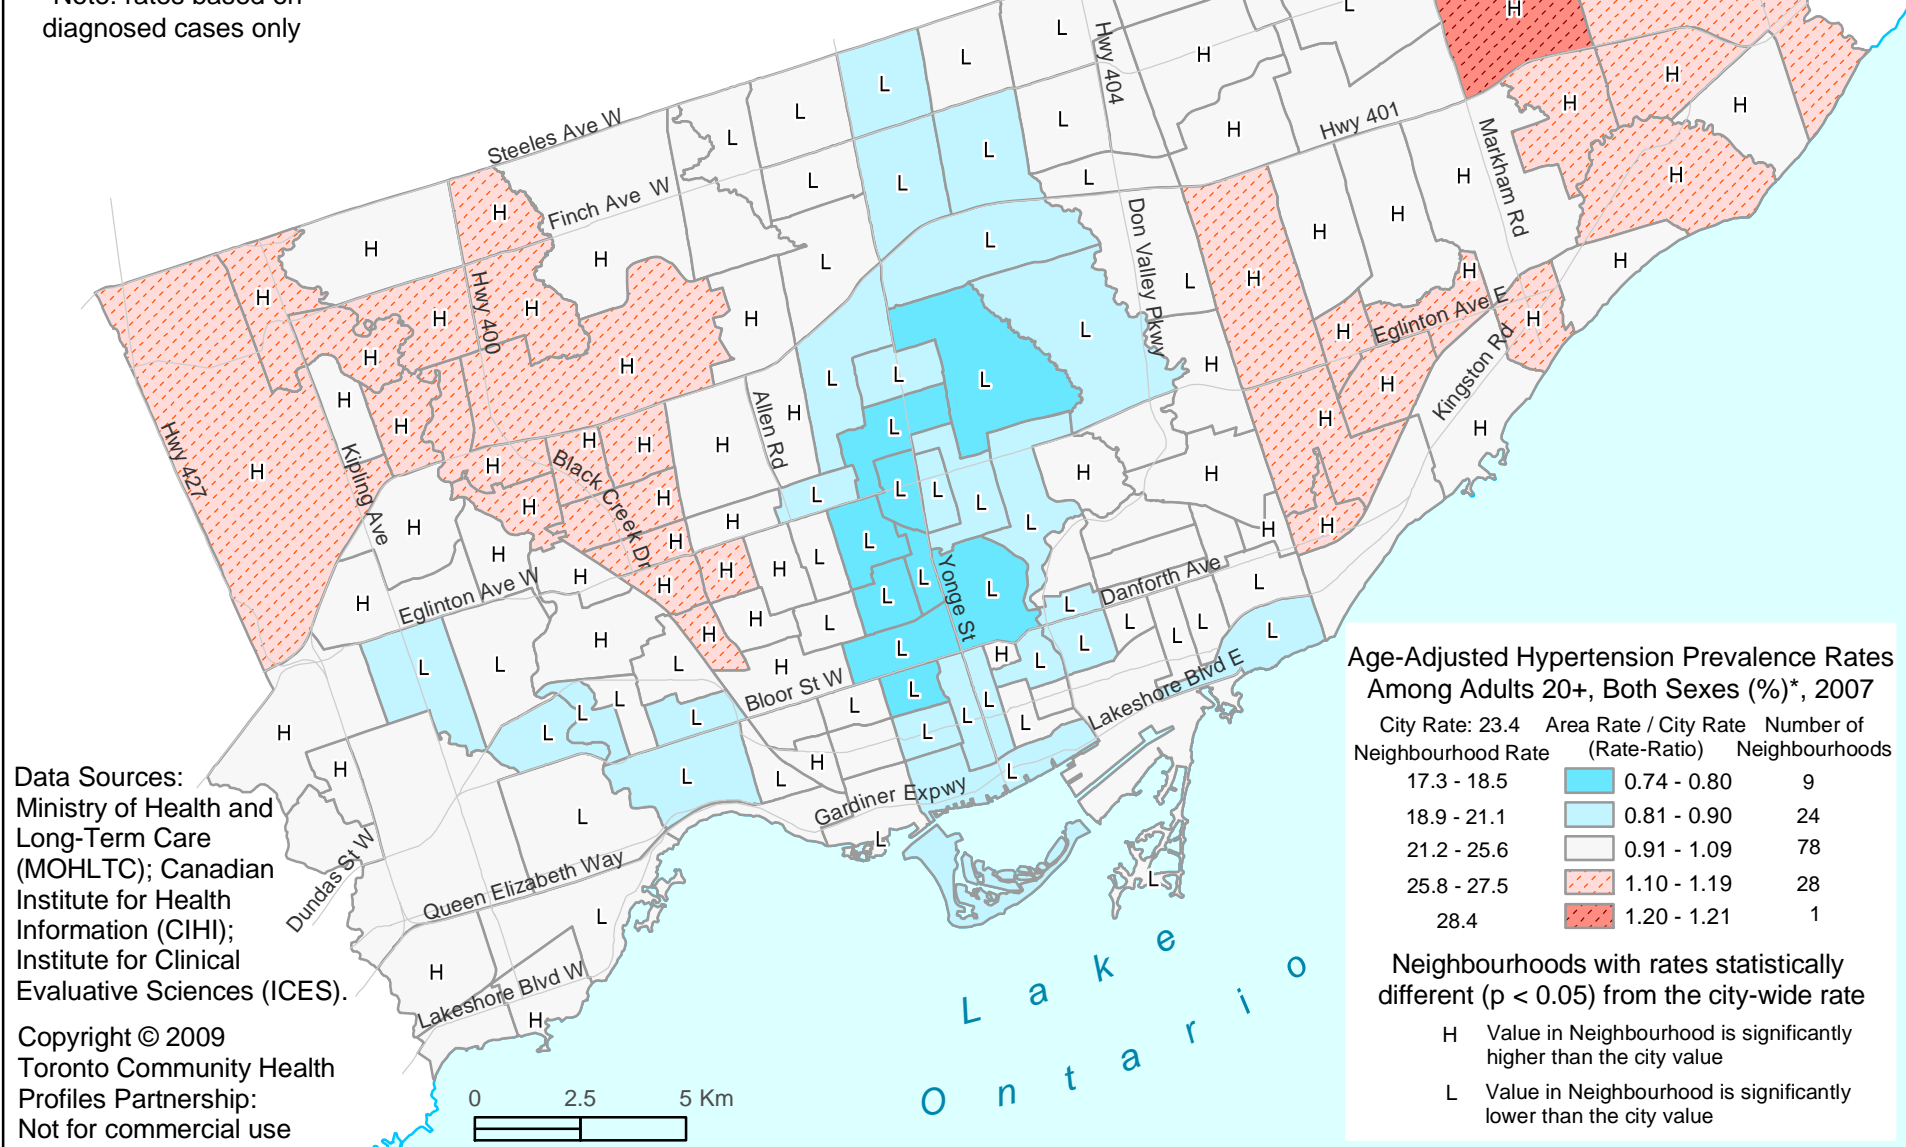 *Note: rates based on
diagnosed cases only
Steeles Ave W
Finch Ave W
Hwy 400
Hwy 404
Hwy 401
Markham Rd
Don Valley Pkwy
Eglinton Ave E
Kingston Rd
Allen Rd
Hwy 427
Kipling Ave
Black Creek Dr
Eglinton Ave W
Yonge St
Danforth Ave
Bloor St W
Lakeshore Blvd E
Gardiner Expwy
Dundas St W
Queen Elizabeth Way
Lakeshore Blvd W
Lake
Ontario
Data Sources:
Ministry of Health and
Long-Term Care
(MOHLTC); Canadian
Institute for Health
Information (CIHI);
Institute for Clinical
Evaluative Sciences (ICES).
Copyright © 2009
Toronto Community Health
Profiles Partnership:
Not for commercial use
0 2.5 5 Km
Age-Adjusted Hypertension Prevalence Rates
Among Adults 20+, Both Sexes (%)*, 2007
City Rate: 23.4 Area Rate / City Rate Number of
Neighbourhood Rate (Rate-Ratio) Neighbourhoods
17.3 - 18.5 0.74 - 0.80 9
18.9 - 21.1 0.81 - 0.90 24
21.2 - 25.6 0.91 - 1.09 78
25.8 - 27.5 1.10 - 1.19 28
28.4 1.20 - 1.21 1
Neighbourhoods with rates statistically
different (p < 0.05) from the city-wide rate
H Value in Neighbourhood is significantly
higher than the city value
L Value in Neighbourhood is significantly
lower than the city value